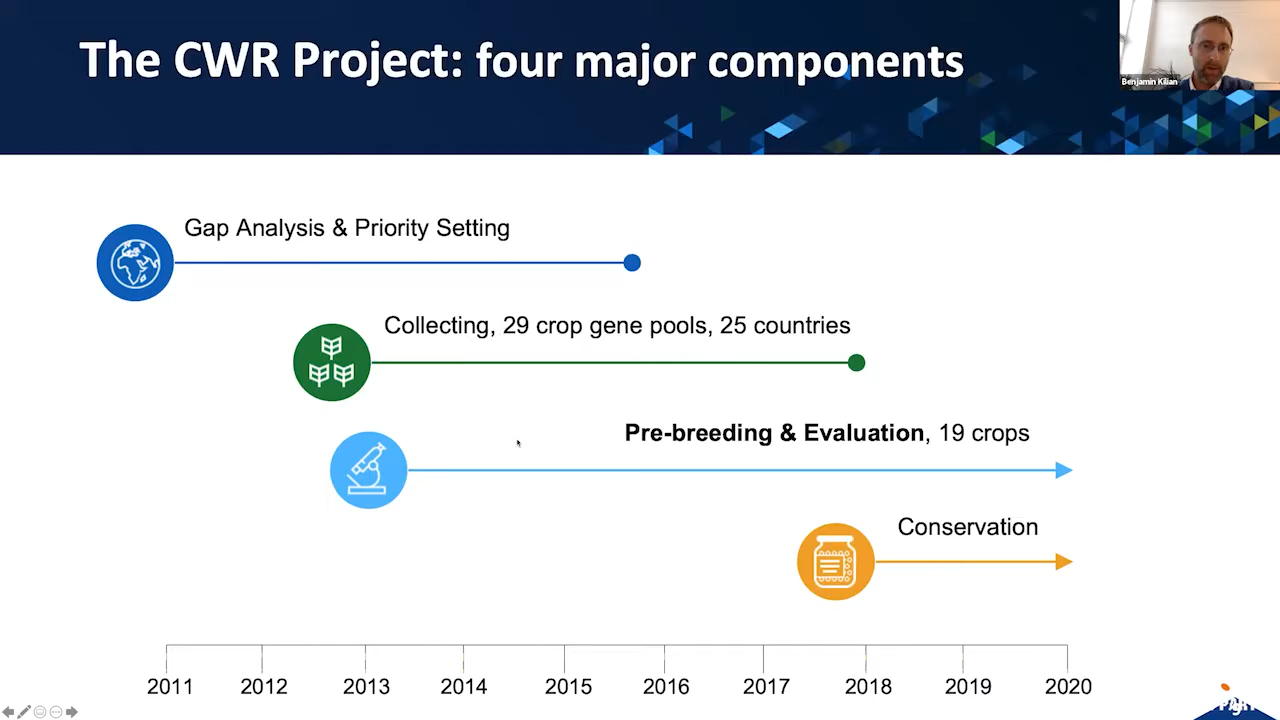 The CWR Project: four major components
Benjamin Kilian
Gap Analysis & Priority Setting
Collecting, 29 crop gene pools, 25 countries
Pre-breeding & Evaluation, 19 crops
Conservation
2011 2012 2013 2014 2015 2016 2017 2018 2019 2020